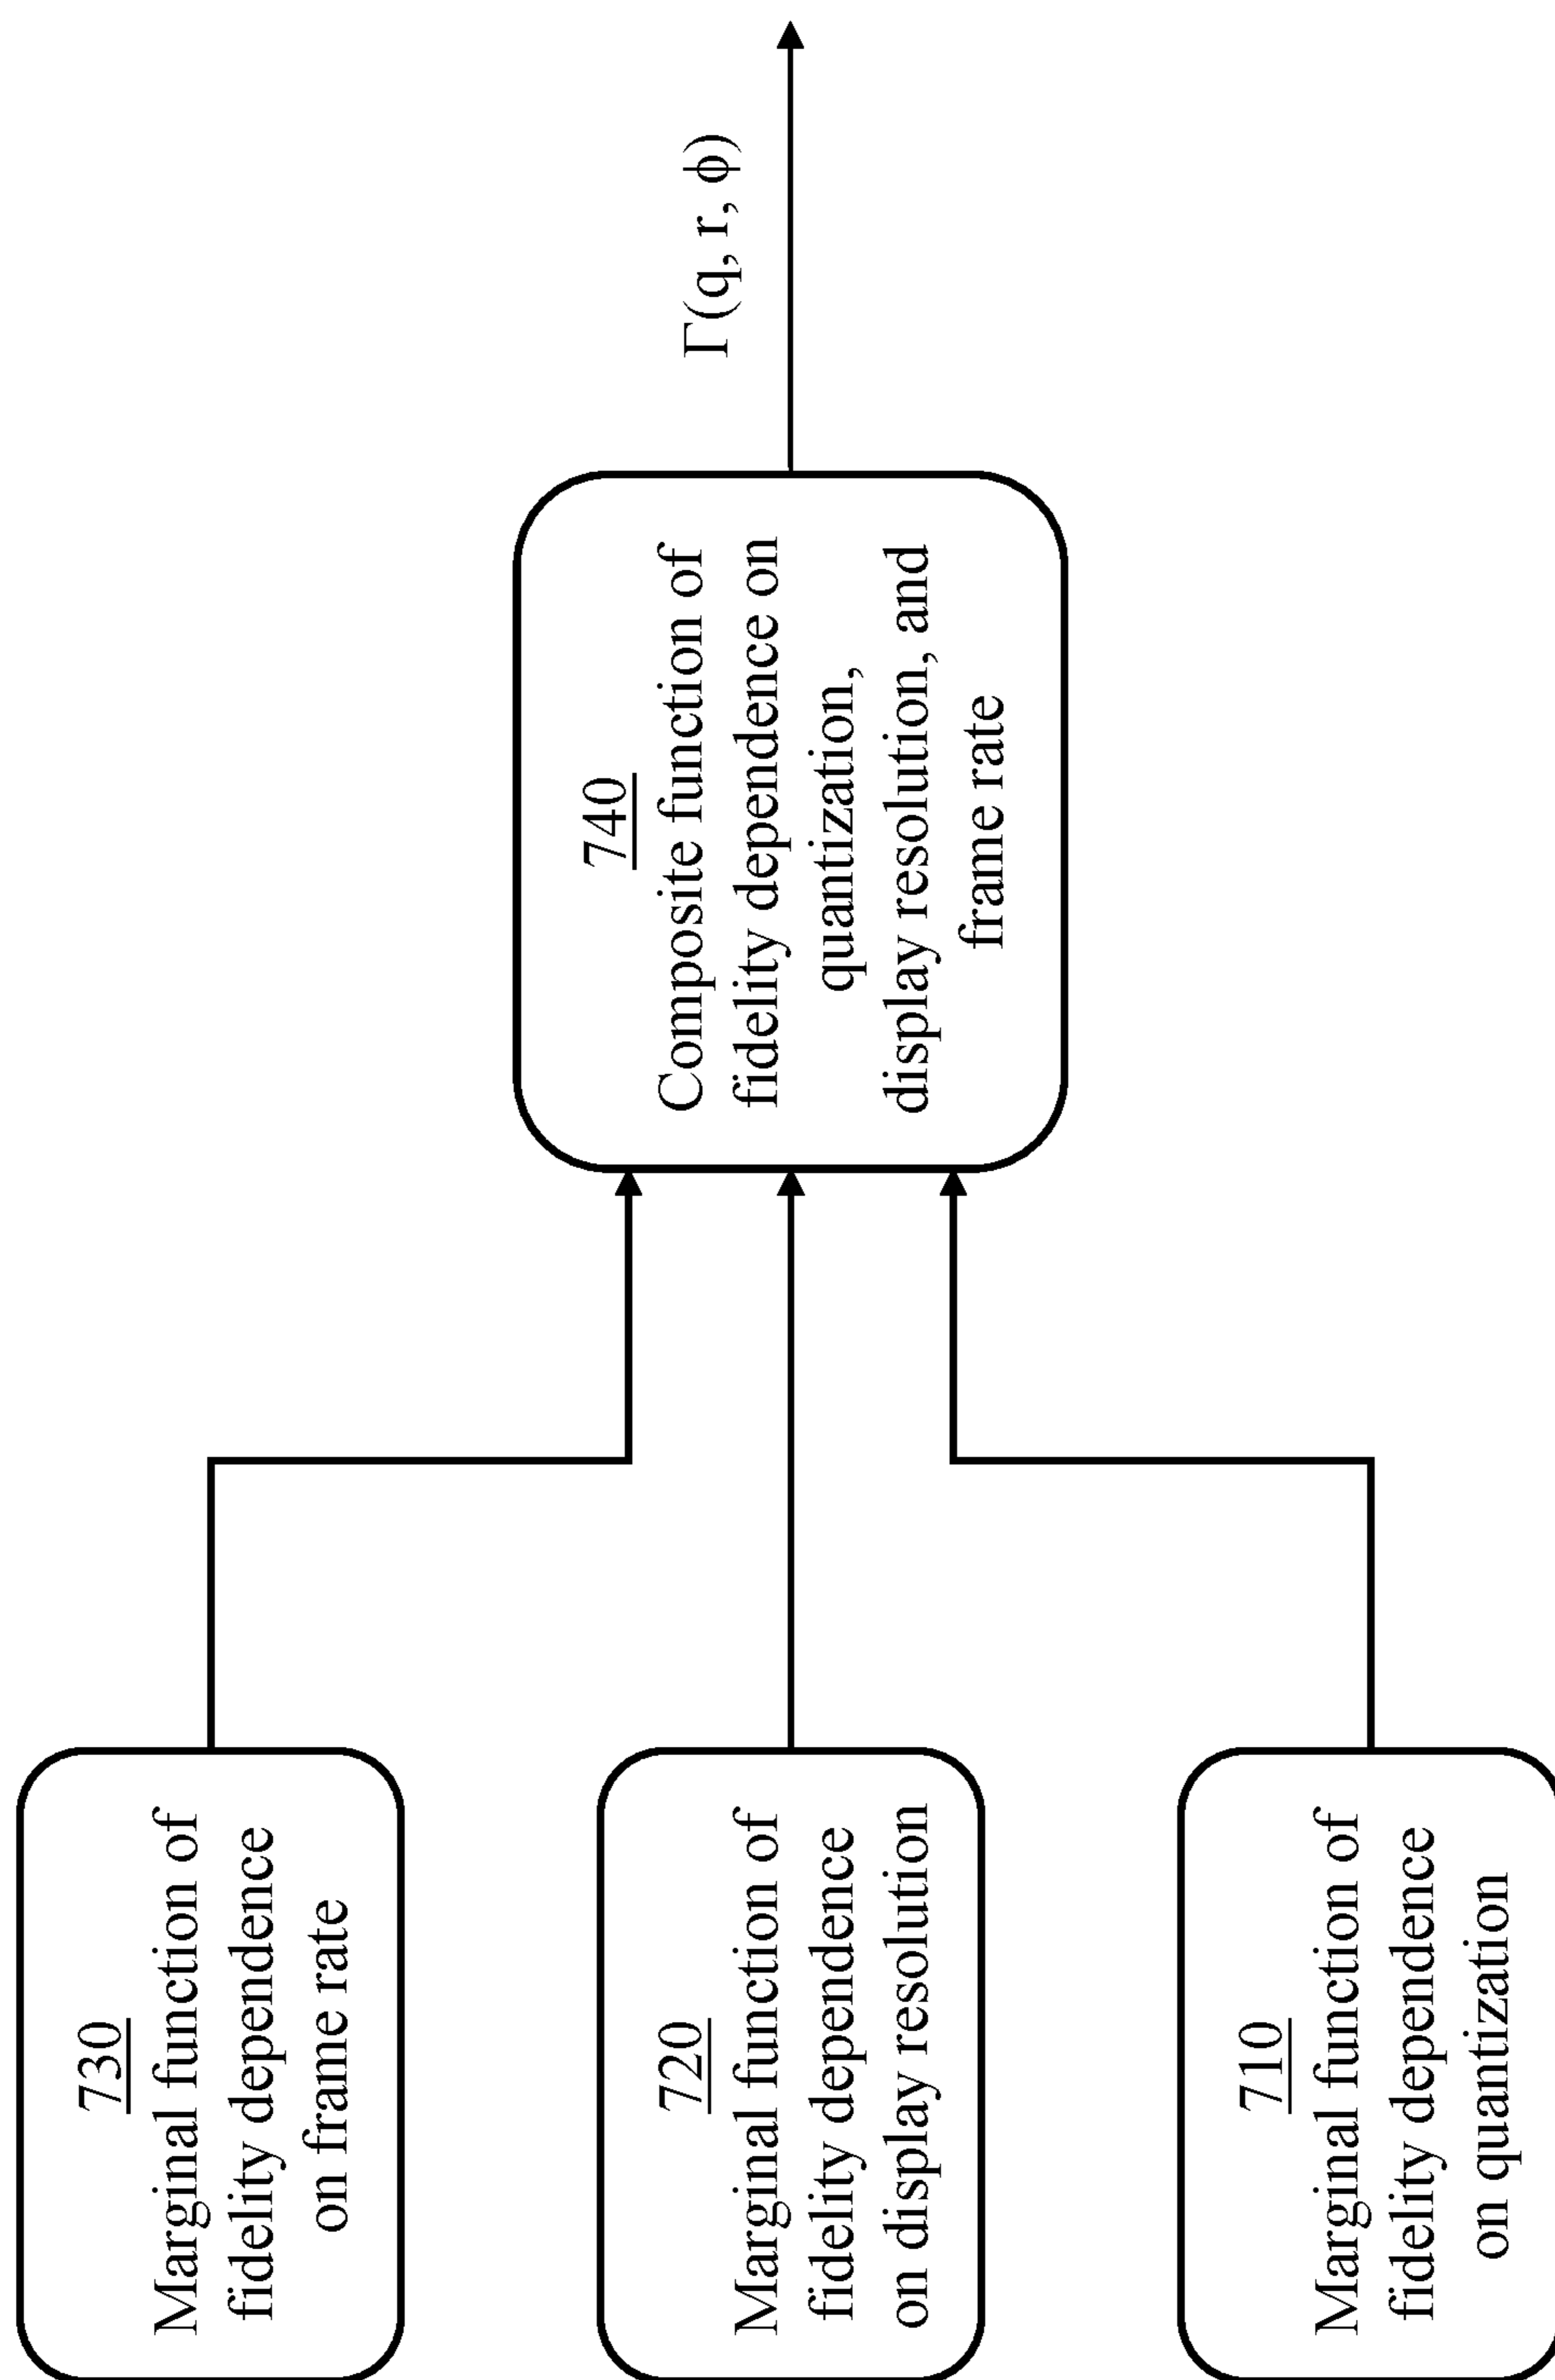 730
Marginal function of
fidelity dependence
on frame rate
720
Marginal function of
fidelity dependence
on display resolution
710
Marginal function of
fidelity dependence
on quantization
740
Composite function of
fidelity dependence on
quantization,
display resolution, and
frame rate
Γ(q, r, ϕ)